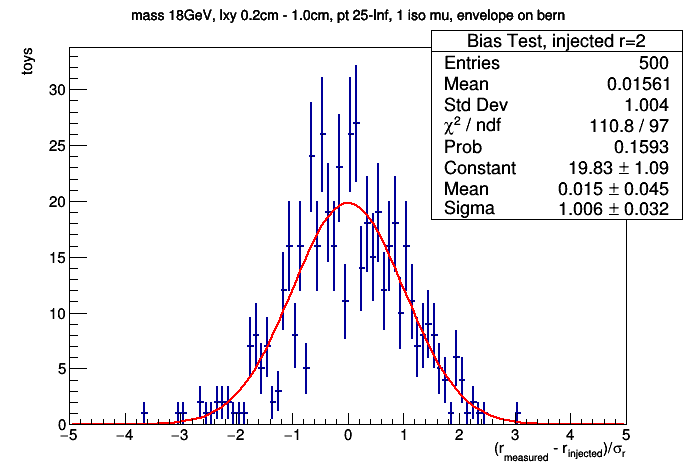 mass 18GeV, lxy 0.2cm - 1.0cm, pt 25-Inf, 1 iso mu, envelope on bern
Bias Test, injected r=2
Entries 500
Mean 0.01561
Std Dev 1.004
χ² / ndf 110.8 / 97
Prob 0.1593
Constant 19.83 ± 1.09
Mean 0.015 ± 0.045
Sigma 1.006 ± 0.032
toys
30
25
20
15
10
5
0
−5 −4 −3 −2 −1 0 1 2 3 4 5
(r_measured - r_injected)/σ_r